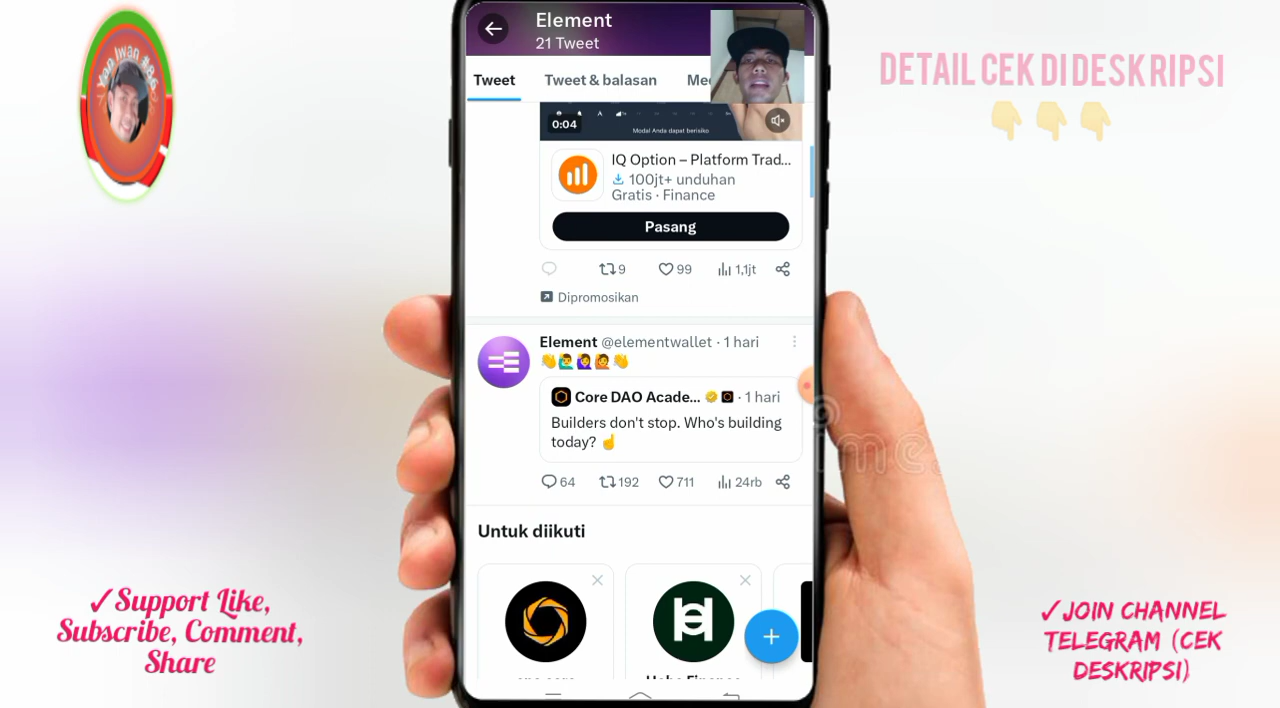 Element
21 Tweet
Yan Iwan #86
DETAIL CEK DI DESKRIPSI
Tweet
Tweet & balasan
0:04
Modal Anda dapat berisiko
IQ Option – Platform Trad...
100jt+ unduhan
Gratis · Finance
Pasang
9
99
1,1jt
Dipromosikan
Element @elementwallet · 1 hari
👏🙋‍♂️🙋‍♀️🙋👏
Core DAO Acade... · 1 hari
Builders don't stop. Who's building
today? ☝️
64
192
711
24rb
Untuk diikuti
✓Support Like,
Subscribe, Comment,
Share
✓JOIN CHANNEL
TELEGRAM (CEK
DESKRIPSI)